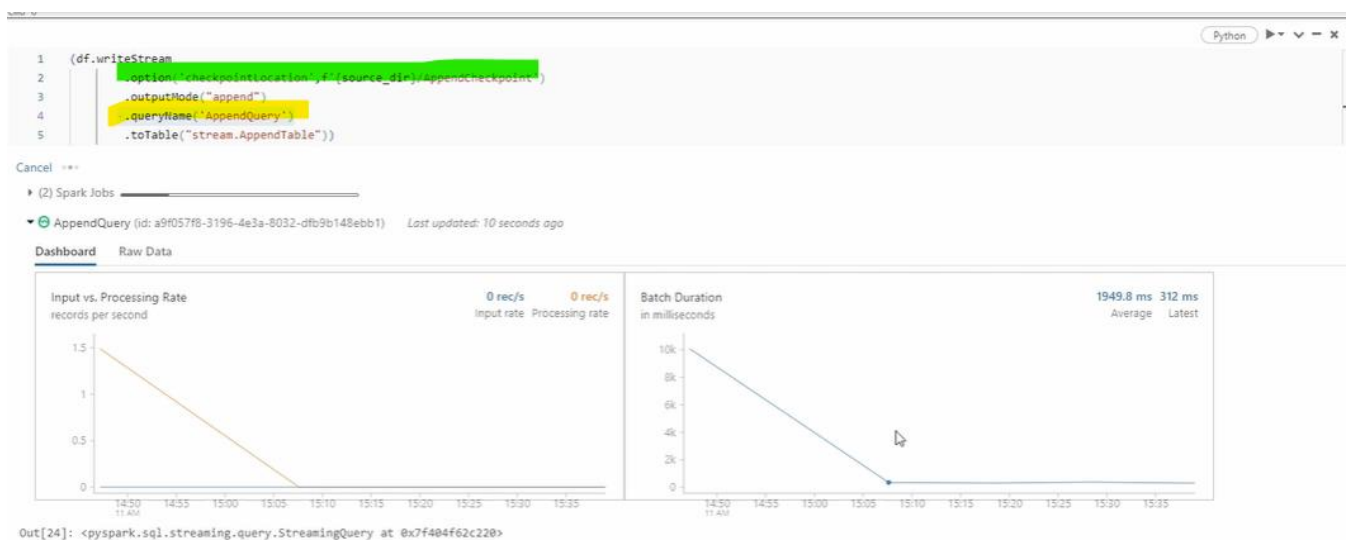 Python
1 (df.writeStream
2 .option('checkpointLocation',f'{source_dir}/AppendCheckpoint')
3 .outputMode("append")
4 .queryName('AppendQuery')
5 .toTable("stream.AppendTable"))
Cancel
(2) Spark Jobs
AppendQuery (id: a9f057f8-3196-4e3a-8032-dfb9b148ebb1) Last updated: 10 seconds ago
Dashboard Raw Data
Input vs. Processing Rate
records per second
0 rec/s 0 rec/s
Input rate Processing rate
1.5
1
0.5
0
14:50 14:55 15:00 15:05 15:10 15:15 15:20 15:25 15:30 15:35
11 AM
Batch Duration
in milliseconds
1949.8 ms 312 ms
Average Latest
10k
8k
6k
4k
2k
0
14:50 14:55 15:00 15:05 15:10 15:15 15:20 15:25 15:30 15:35
11 AM
Out[24]: <pyspark.sql.streaming.query.StreamingQuery at 0x7f404f62c220>